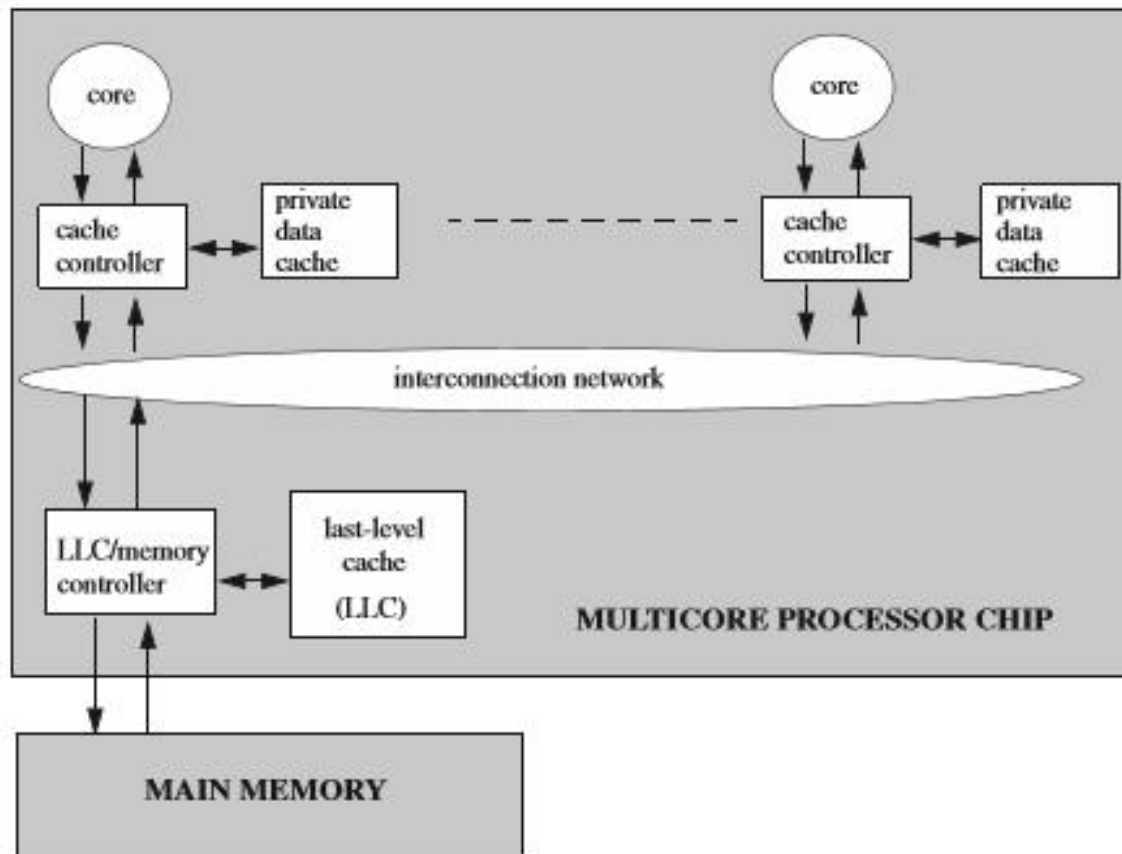 core
core
cache
controller
private
data
cache
cache
controller
private
data
cache
interconnection network
LLC/memory
controller
last-level
cache
(LLC)
MULTICORE PROCESSOR CHIP
MAIN MEMORY